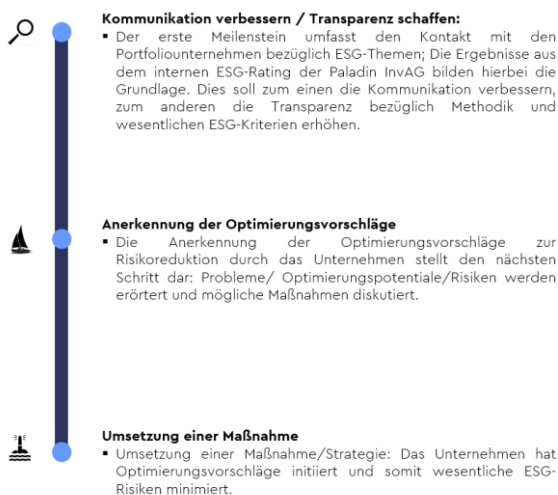 Kommunikation verbessern / Transparenz schaffen:
▪ Der erste Meilenstein umfasst den Kontakt mit den
Portfoliounternehmen bezüglich ESG-Themen; Die Ergebnisse aus
dem internen ESG-Rating der Paladin InvAG bilden hierbei die
Grundlage. Dies soll zum einen die Kommunikation verbessern,
zum anderen die Transparenz bezüglich Methodik und
wesentlichen ESG-Kriterien erhöhen.
Anerkennung der Optimierungsvorschläge
▪ Die Anerkennung der Optimierungsvorschläge zur
Risikoreduktion durch das Unternehmen stellt den nächsten
Schritt dar: Probleme/ Optimierungspotentiale/Risiken werden
erörtert und mögliche Maßnahmen diskutiert.
Umsetzung einer Maßnahme
▪ Umsetzung einer Maßnahme/Strategie: Das Unternehmen hat
Optimierungsvorschläge initiiert und somit wesentliche ESG-
Risiken minimiert.